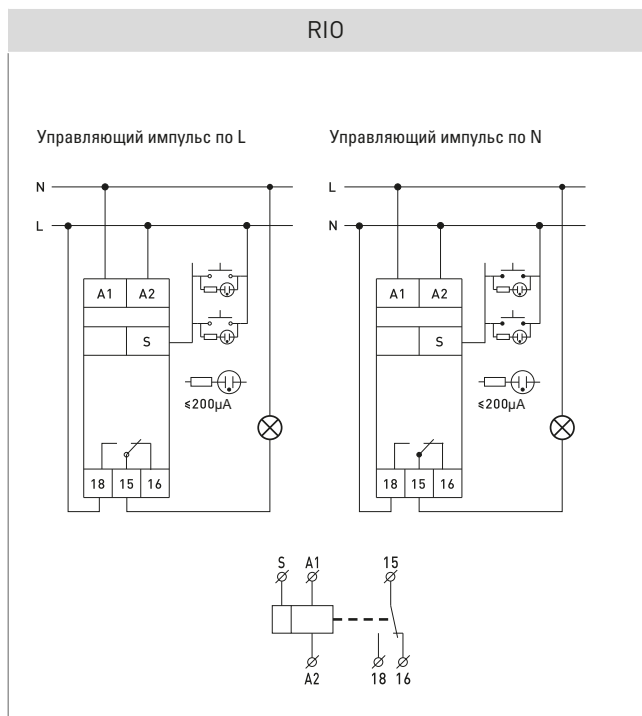 RIO
Управляющий импульс по L
Управляющий импульс по N
N
L
A1 A2
S
≤200µA
18 15 16
L
N
A1 A2
S
≤200µA
18 15 16
S A1 15
A2 18 16